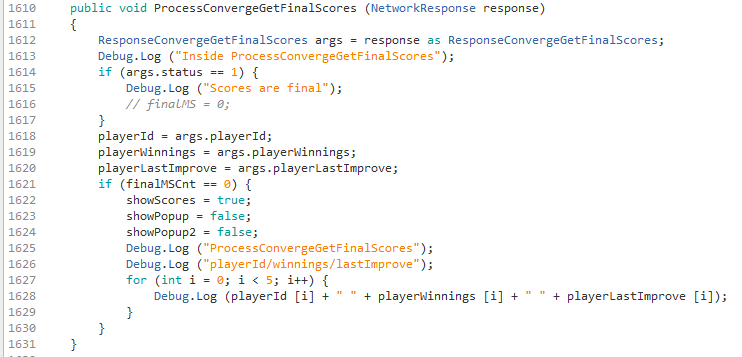 1610 public void ProcessConvergeGetFinalScores (NetworkResponse response)
1611 {
1612 ResponseConvergeGetFinalScores args = response as ResponseConvergeGetFinalScores;
1613 Debug.Log ("Inside ProcessConvergeGetFinalScores");
1614 if (args.status == 1) {
1615 Debug.Log ("Scores are final");
1616 // finalMS = 0;
1617 }
1618 playerId = args.playerId;
1619 playerWinnings = args.playerWinnings;
1620 playerLastImprove = args.playerLastImprove;
1621 if (finalMSCnt == 0) {
1622 showScores = true;
1623 showPopup = false;
1624 showPopup2 = false;
1625 Debug.Log ("ProcessConvergeGetFinalScores");
1626 Debug.Log ("playerId/winnings/lastImprove");
1627 for (int i = 0; i < 5; i++) {
1628 Debug.Log (playerId [i] + " " + playerWinnings [i] + " " + playerLastImprove [i]);
1629 }
1630 }
1631 }